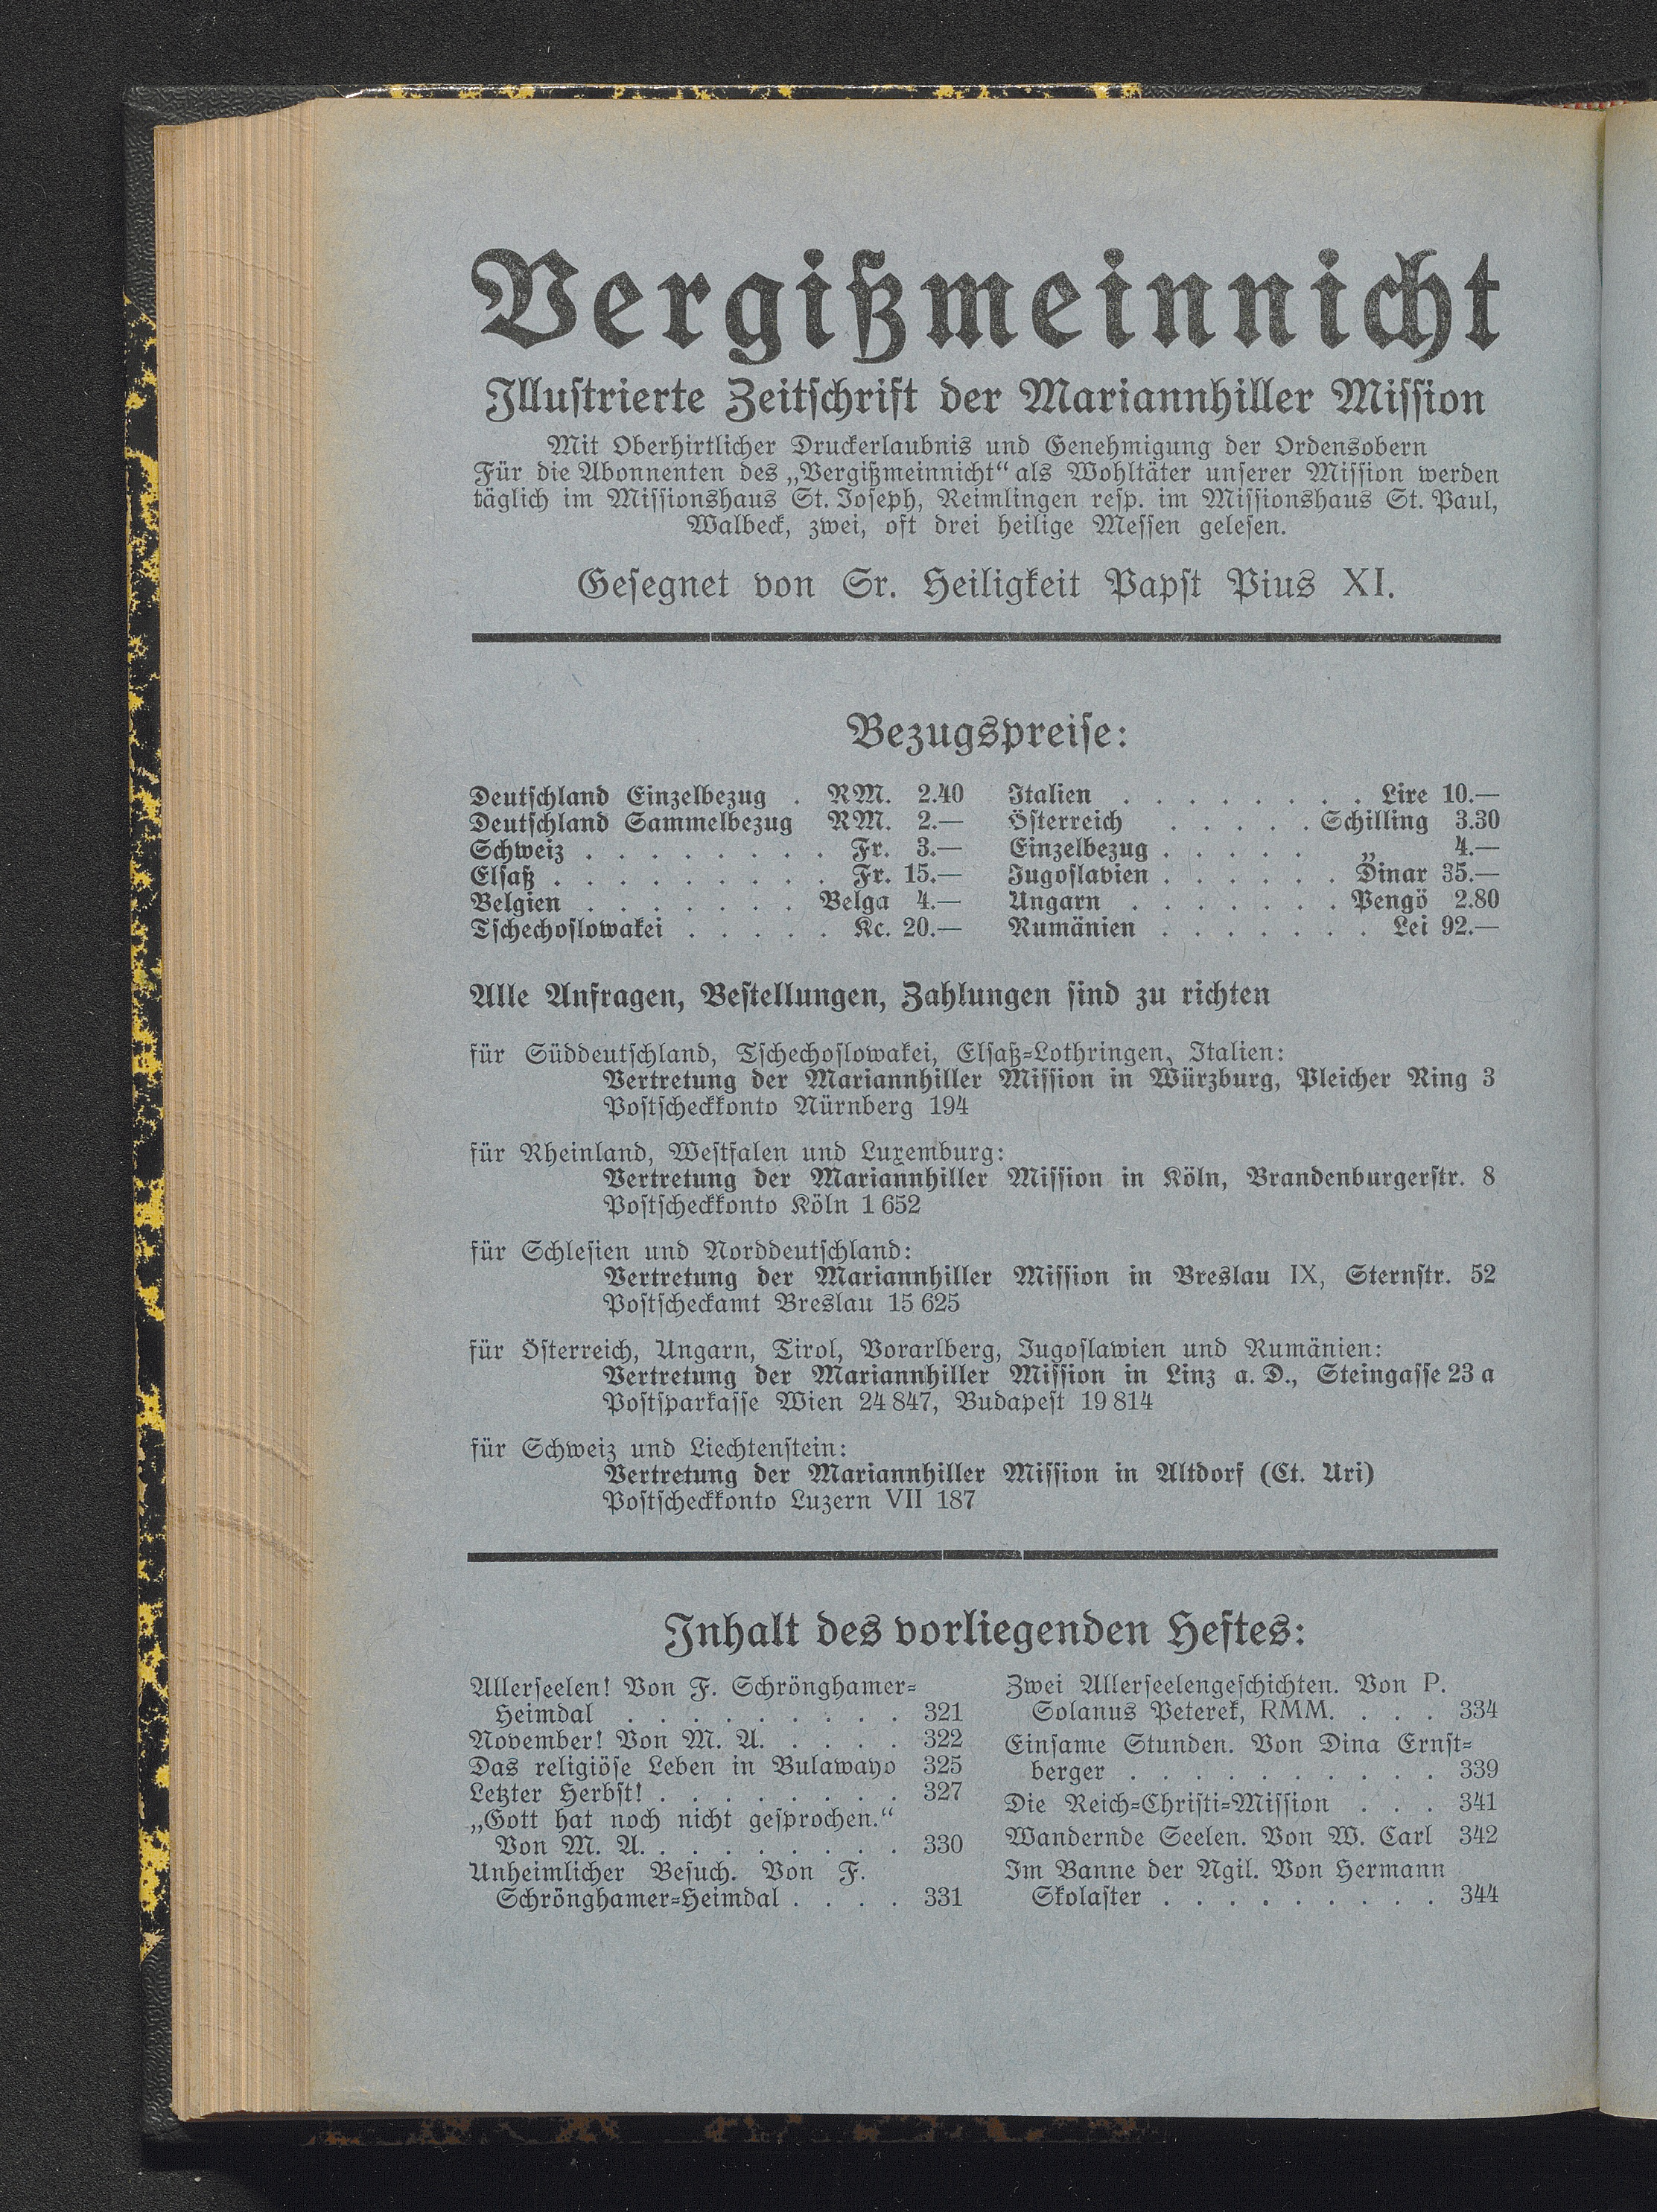 Vergißmeinnicht
Illustrierte Zeitschrift der Mariannhiller Mission
Mit Oberhirtlicher Druckerlaubnis und Genehmigung der Ordensobern
Für die Abonnenten des „Vergißmeinnicht“ als Wohltäter unserer Mission werden
täglich im Missionshaus St. Joseph, Reimlingen resp. im Missionshaus St. Paul,
Walbeck, zwei, oft drei heilige Messen gelesen.
Gesegnet von Sr. Heiligkeit Papst Pius XI.
Bezugspreise:
Deutschland Einzelbezug . RM. 2.40
Deutschland Sammelbezug RM. 2.—
Schweiz . . . . . . . . Fr. 3.—
Elsaß . . . . . . . . . Fr. 15.—
Belgien . . . . . . . Belga 4.—
Tschechoslowakei . . . . . Kc. 20.—
Italien . . . . . . . . Lire 10.—
Österreich . . . . . Schilling 3.30
Einzelbezug . . . . . „ 4.—
Jugoslavien . . . . . . Dinar 35.—
Ungarn . . . . . . . Pengö 2.80
Rumänien . . . . . . . Lei 92.—
Alle Anfragen, Bestellungen, Zahlungen sind zu richten
für Süddeutschland, Tschechoslowakei, Elsaß-Lothringen, Italien:
Vertretung der Mariannhiller Mission in Würzburg, Pleicher Ring 3
Postscheckkonto Nürnberg 194
für Rheinland, Westfalen und Luxemburg:
Vertretung der Mariannhiller Mission in Köln, Brandenburgerstr. 8
Postscheckkonto Köln 1 652
für Schlesien und Norddeutschland:
Vertretung der Mariannhiller Mission in Breslau IX, Sternstr. 52
Postscheckamt Breslau 15 625
für Österreich, Ungarn, Tirol, Vorarlberg, Jugoslawien und Rumänien:
Vertretung der Mariannhiller Mission in Linz a. D., Steingasse 23 a
Postsparkasse Wien 24 847, Budapest 19 814
für Schweiz und Liechtenstein:
Vertretung der Mariannhiller Mission in Altdorf (Ct. Uri)
Postscheckkonto Luzern VII 187
Inhalt des vorliegenden Heftes:
Allerseelen! Von F. Schrönghamer-
Heimdal . . . . . . . . . 321
November! Von M. A. . . . . 322
Das religiöse Leben in Bulawayo 325
Letzter Herbst! . . . . . . . . 327
„Gott hat noch nicht gesprochen.“
Von M. A. . . . . . . . . 330
Unheimlicher Besuch. Von F.
Schrönghamer-Heimdal . . . . 331
Zwei Allerseelengeschichten. Von P.
Solanus Peterek, RMM. . . . 334
Einsame Stunden. Von Dina Ernst-
berger . . . . . . . . . . 339
Die Reich-Christi-Mission . . . 341
Wandernde Seelen. Von W. Carl 342
Im Banne der Ngil. Von Hermann
Skolaster . . . . . . . . . 344